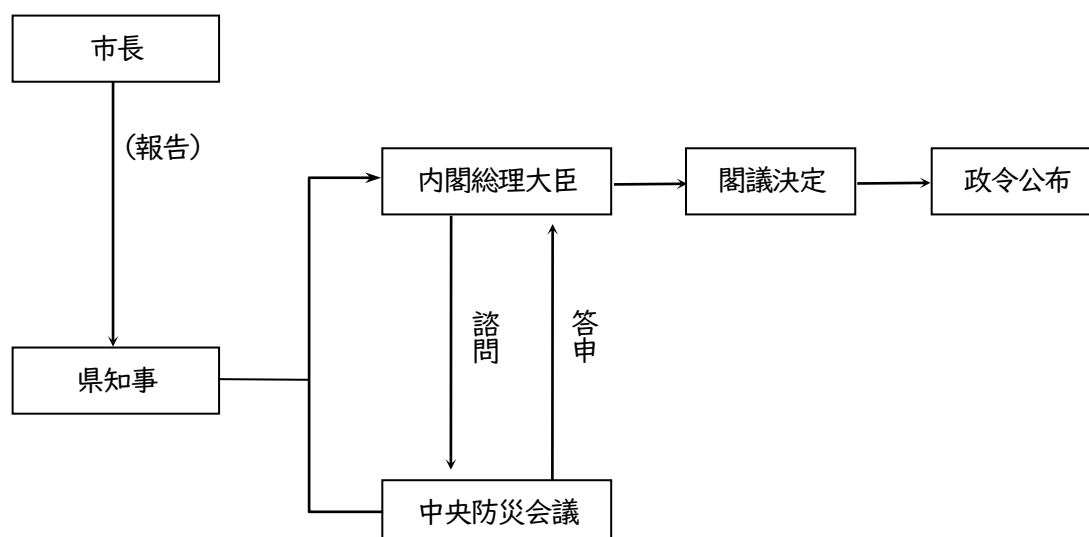 市長
(報告)
内閣総理大臣
閣議決定
政令公布
諮問
答申
県知事
中央防災会議